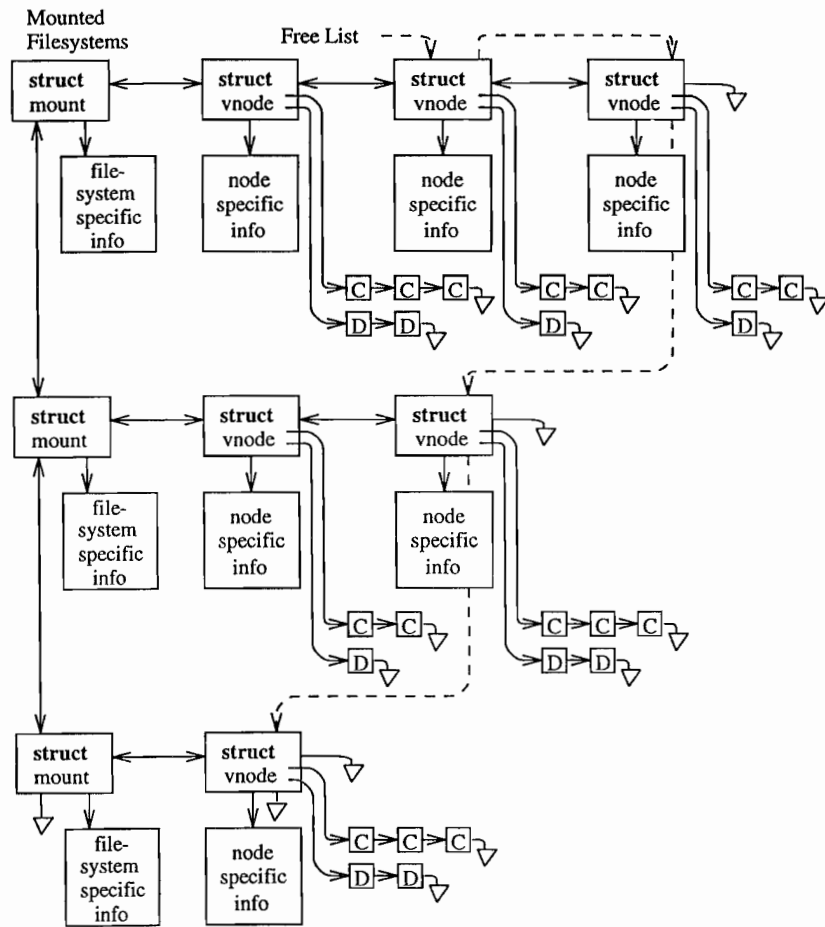 Mounted
Filesystems
Free List
struct
mount
struct
vnode
struct
vnode
struct
vnode
file-
system
specific
info
node
specific
info
node
specific
info
node
specific
info
C C C
C C
C C
D D
D
D
struct
mount
struct
vnode
struct
vnode
file-
system
specific
info
node
specific
info
node
specific
info
C C
C C C
D
D D
struct
mount
struct
vnode
file-
system
specific
info
node
specific
info
C C C
D D